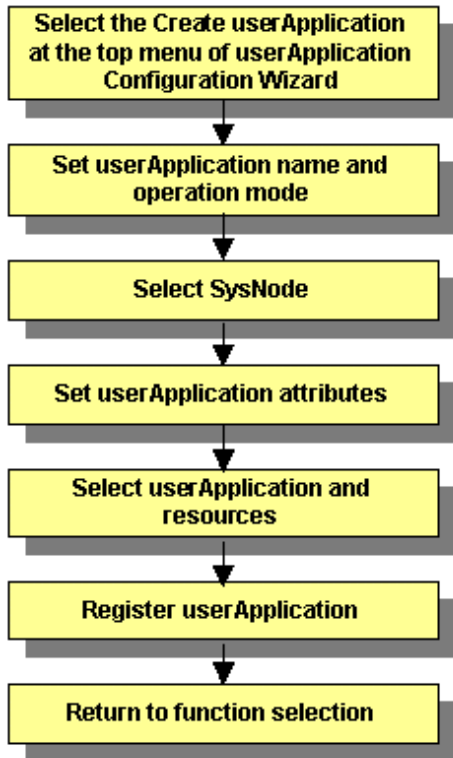 Select the Create userApplication
at the top menu of userApplication
Configuration Wizard
Set userApplication name and
operation mode
Select SysNode
Set userApplication attributes
Select userApplication and
resources
Register userApplication
Return to function selection